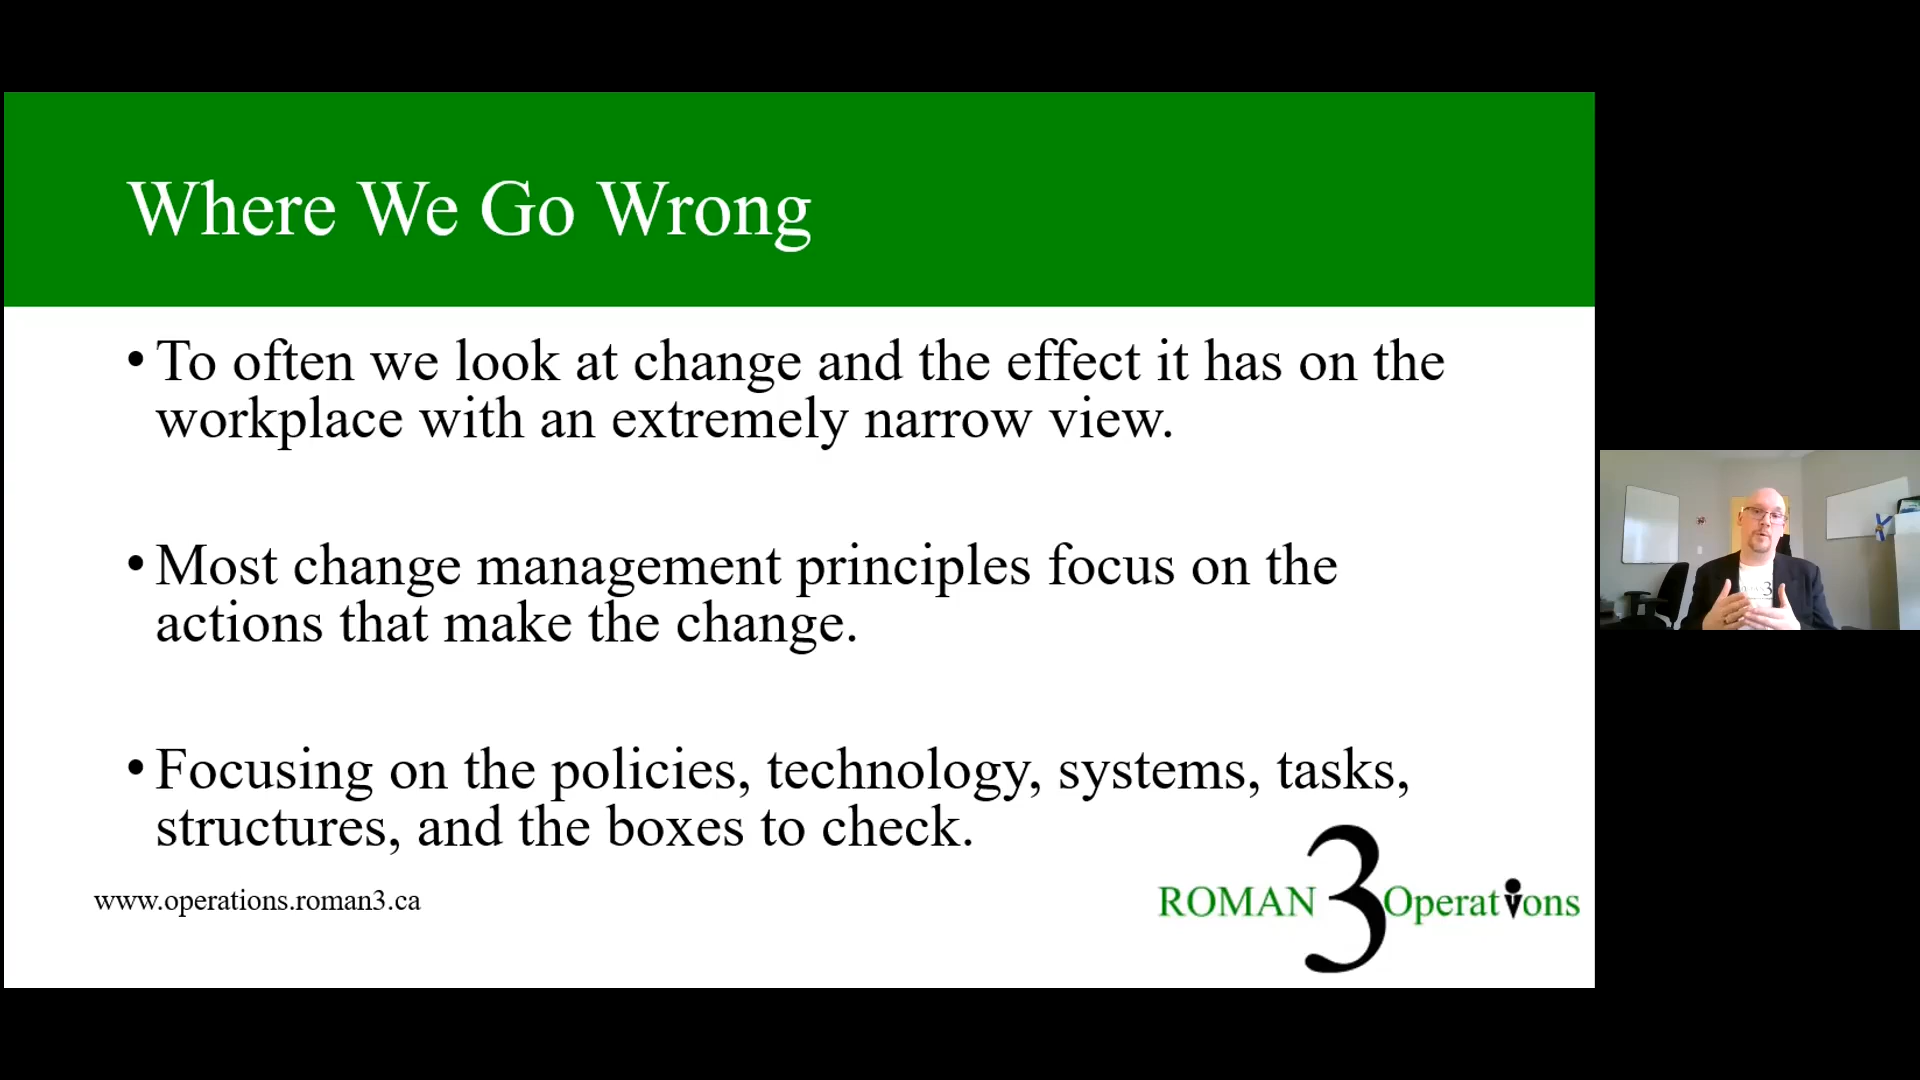 Where We Go Wrong
• To often we look at change and the effect it has on the
workplace with an extremely narrow view.
• Most change management principles focus on the
actions that make the change.
• Focusing on the policies, technology, systems, tasks,
structures, and the boxes to check.
www.operations.roman3.ca
ROMAN 3 Operations